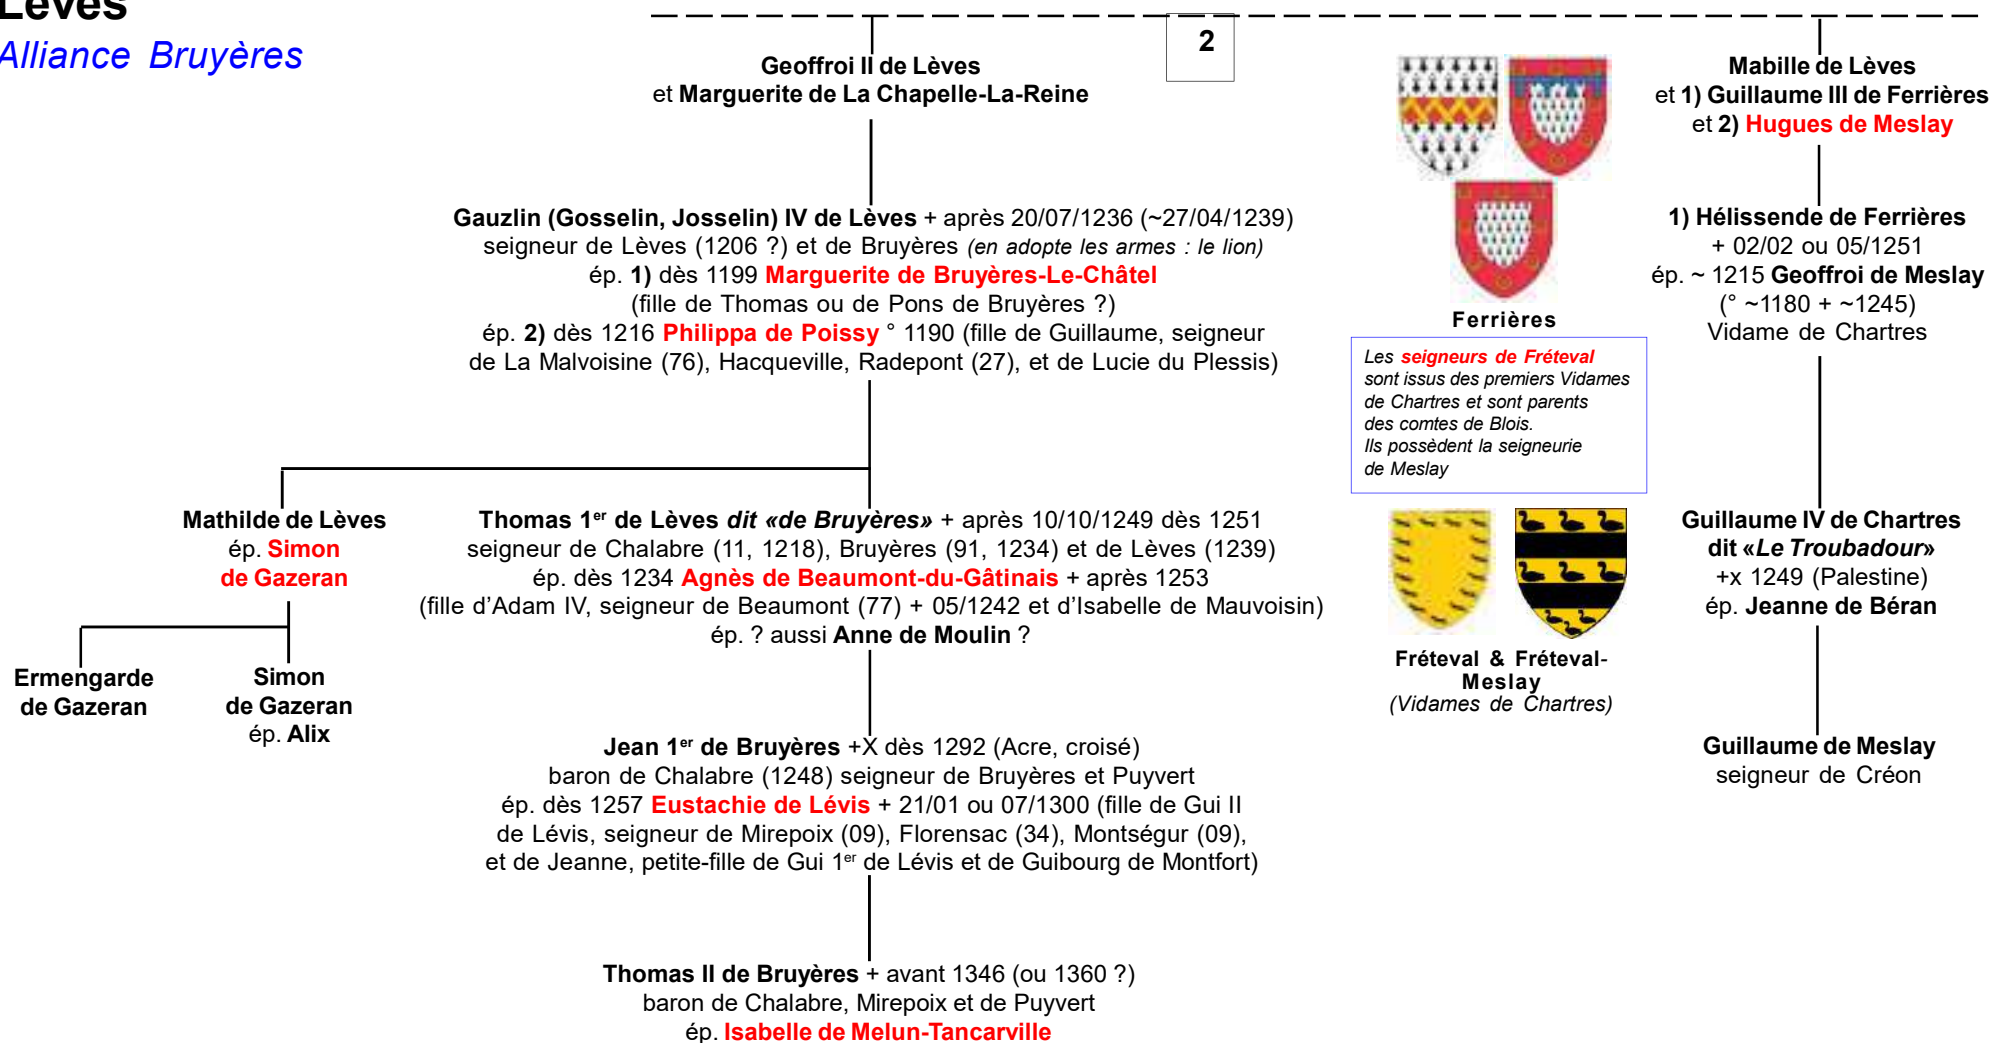 Lèves
Alliance Bruyères
2
Geoffroi II de Lèves
et Marguerite de La Chapelle-La-Reine
Gauzlin (Gosselin, Josselin) IV de Lèves + après 20/07/1236 (~27/04/1239)
seigneur de Lèves (1206 ?) et de Bruyères (en adopte les armes : le lion)
ép. 1) dès 1199 Marguerite de Bruyères-Le-Châtel
(fille de Thomas ou de Pons de Bruyères ?)
ép. 2) dès 1216 Philippa de Poissy ° 1190 (fille de Guillaume, seigneur
de La Malvoisine (76), Hacqueville, Radepont (27), et de Lucie du Plessis)
Mathilde de Lèves
ép. Simon
de Gazeran
Ermengarde
de Gazeran
Simon
de Gazeran
ép. Alix
Thomas 1er de Lèves dit «de Bruyères» + après 10/10/1249 dès 1251
seigneur de Chalabre (11, 1218), Bruyères (91, 1234) et de Lèves (1239)
ép. dès 1234 Agnès de Beaumont-du-Gâtinais + après 1253
(fille d'Adam IV, seigneur de Beaumont (77) + 05/1242 et d'Isabelle de Mauvoisin)
ép. ? aussi Anne de Moulin ?
Jean 1er de Bruyères +X dès 1292 (Acre, croisé)
baron de Chalabre (1248) seigneur de Bruyères et Puyvert
ép. dès 1257 Eustachie de Lévis + 21/01 ou 07/1300 (fille de Gui II
de Lévis, seigneur de Mirepoix (09), Florensac (34), Montségur (09),
et de Jeanne, petite-fille de Gui 1er de Lévis et de Guibourg de Montfort)
Thomas II de Bruyères + avant 1346 (ou 1360 ?)
baron de Chalabre, Mirepoix et de Puyvert
ép. Isabelle de Melun-Tancarville
Ferrières
Les seigneurs de Fréteval
sont issus des premiers Vidames
de Chartres et sont parents
des comtes de Blois.
Ils possèdent la seigneurie
de Meslay
Fréteval & Fréteval-
Meslay
(Vidames de Chartres)
Mabille de Lèves
et 1) Guillaume III de Ferrières
et 2) Hugues de Meslay
1) Hélissende de Ferrières
+ 02/02 ou 05/1251
ép. ~ 1215 Geoffroi de Meslay
(° ~1180 + ~1245)
Vidame de Chartres
Guillaume IV de Chartres
dit «Le Troubadour»
+x 1249 (Palestine)
ép. Jeanne de Béran
Guillaume de Meslay
seigneur de Créon